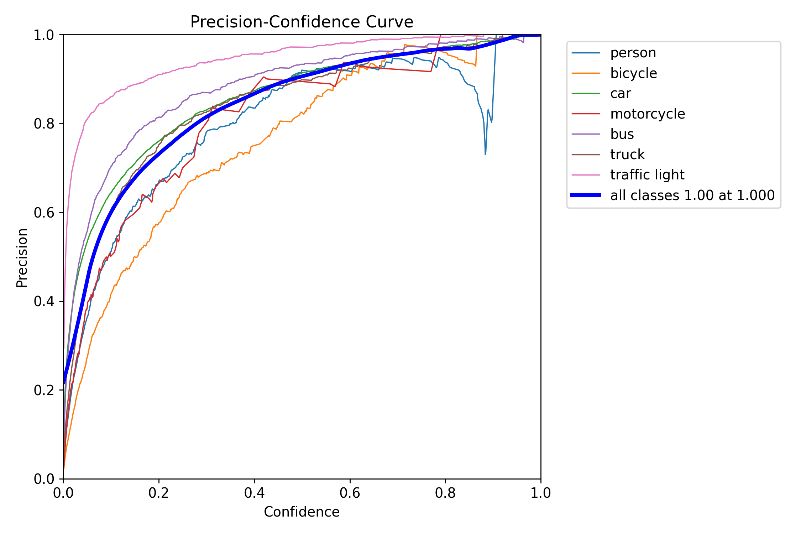 Precision-Confidence Curve
1.0
0.8
0.6
0.4
0.2
0.0
Precision
0.0 0.2 0.4 0.6 0.8 1.0
Confidence
person
bicycle
car
motorcycle
bus
truck
traffic light
all classes 1.00 at 1.000